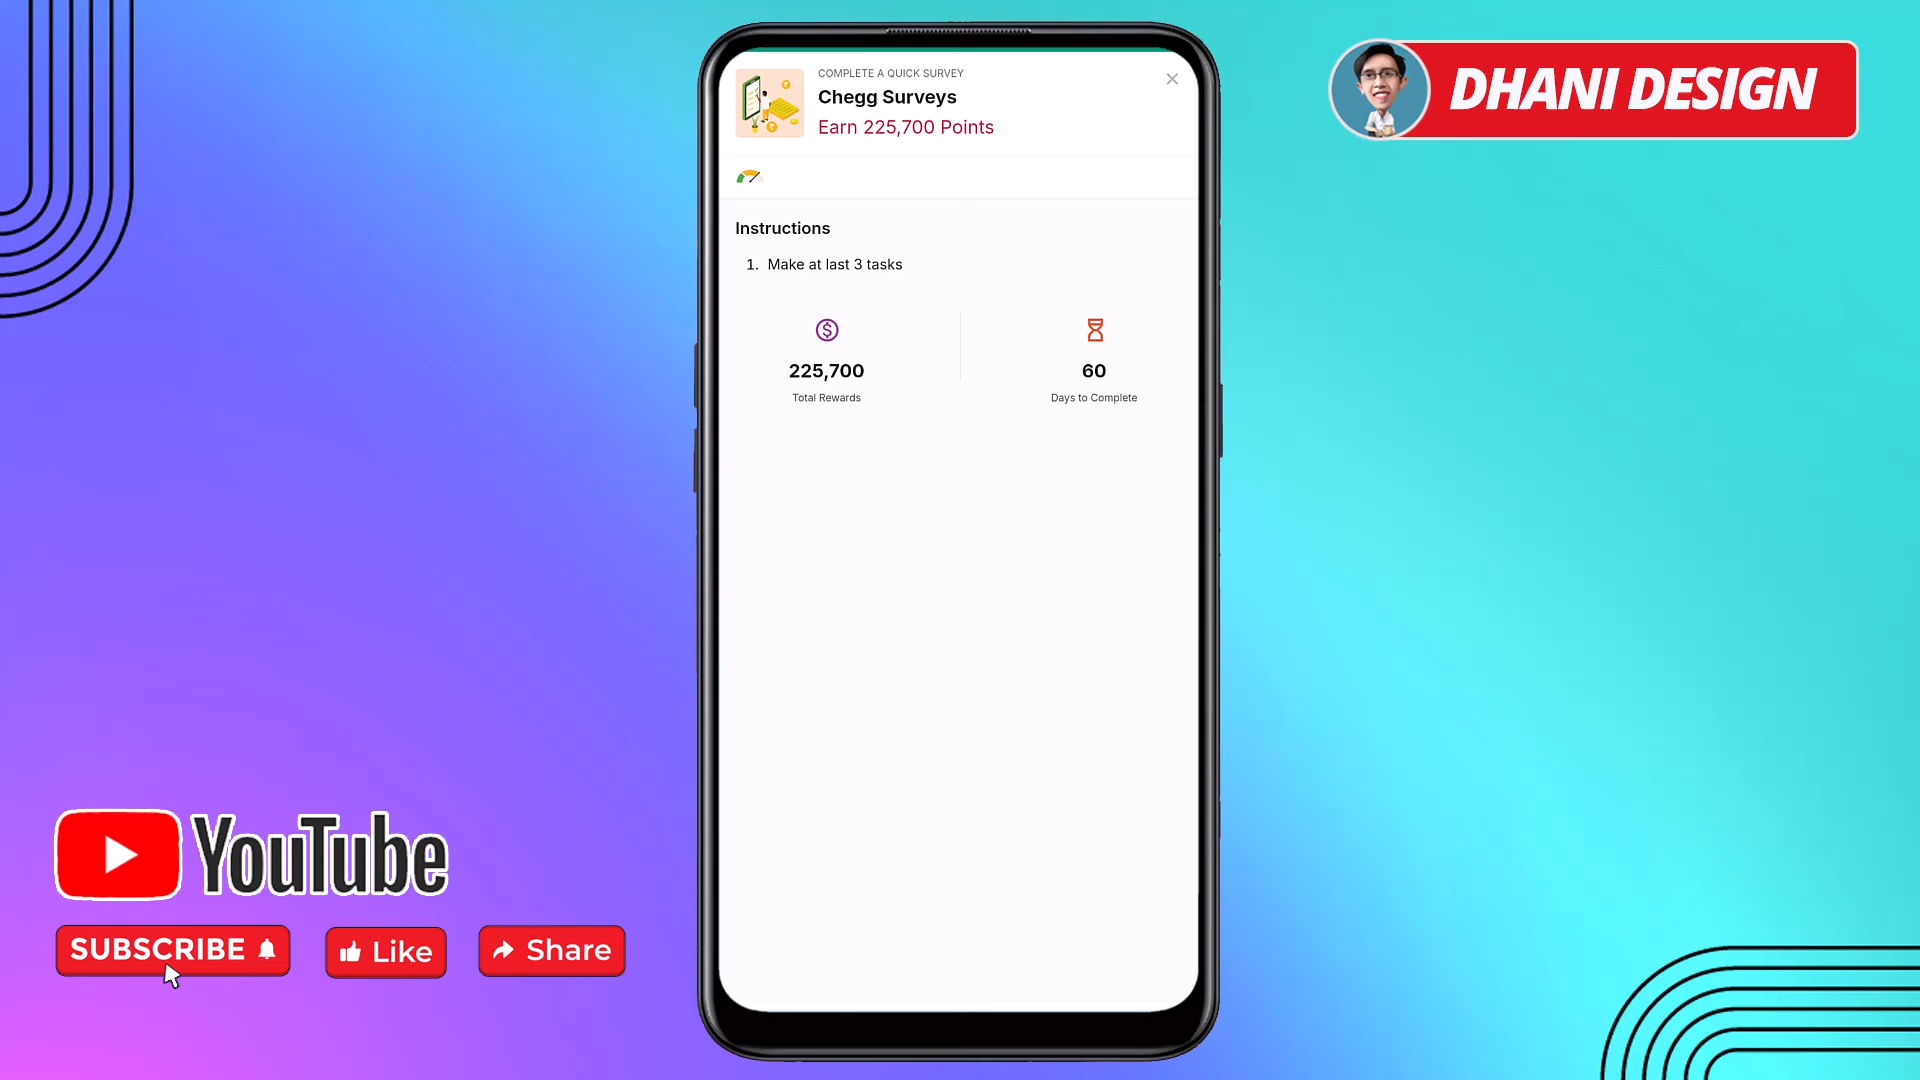 COMPLETE A QUICK SURVEY
Chegg Surveys
Earn 225,700 Points
Instructions
1. Make at last 3 tasks
225,700
Total Rewards
60
Days to Complete
DHANI DESIGN
YouTube
SUBSCRIBE
Like
Share